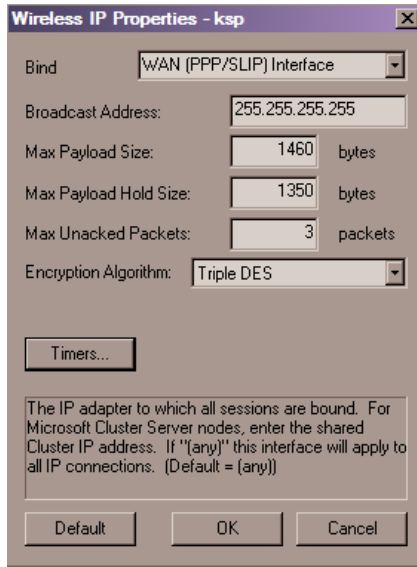 Wireless IP Properties - ksp
Bind WAN (PPP/SLIP) Interface
Broadcast Address: 255.255.255.255
Max Payload Size: 1460 bytes
Max Payload Hold Size: 1350 bytes
Max Unacked Packets: 3 packets
Encryption Algorithm: Triple DES
Timers...
The IP adapter to which all sessions are bound. For
Microsoft Cluster Server nodes, enter the shared
Cluster IP address. If "(any)" this interface will apply to
all IP connections. (Default = (any))
Default OK Cancel